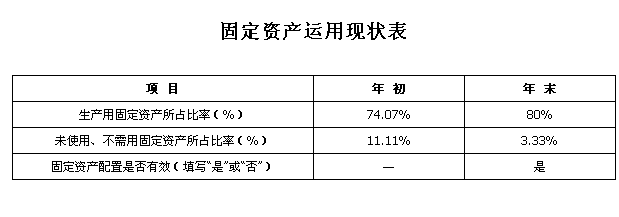 固定资产运用现状表
项 目 年 初 年 末
生产用固定资产所占比率(%) 74.07% 80%
未使用、不需用固定资产所占比率(%) 11.11% 3.33%
固定资产配置是否有效(填写"是"或"否") — 是